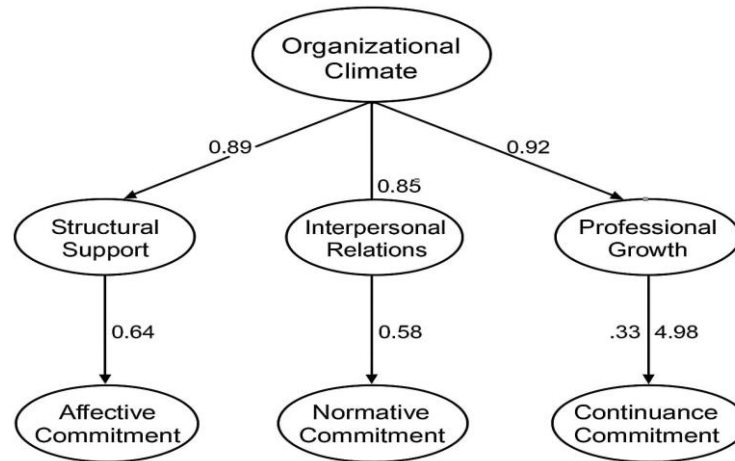 Organizational
Climate
0.89
0.85
0.92
Structural
Support
Interpersonal
Relations
Professional
Growth
0.64
0.58
.33 4.98
Affective
Commitment
Normative
Commitment
Continuance
Commitment